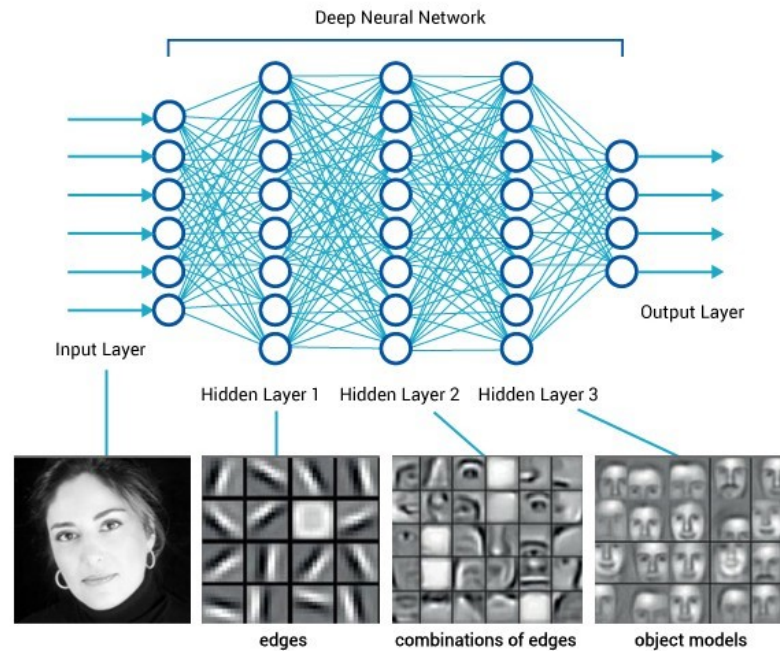 Deep Neural Network
Input Layer
Output Layer
Hidden Layer 1
Hidden Layer 2
Hidden Layer 3
edges
combinations of edges
object models